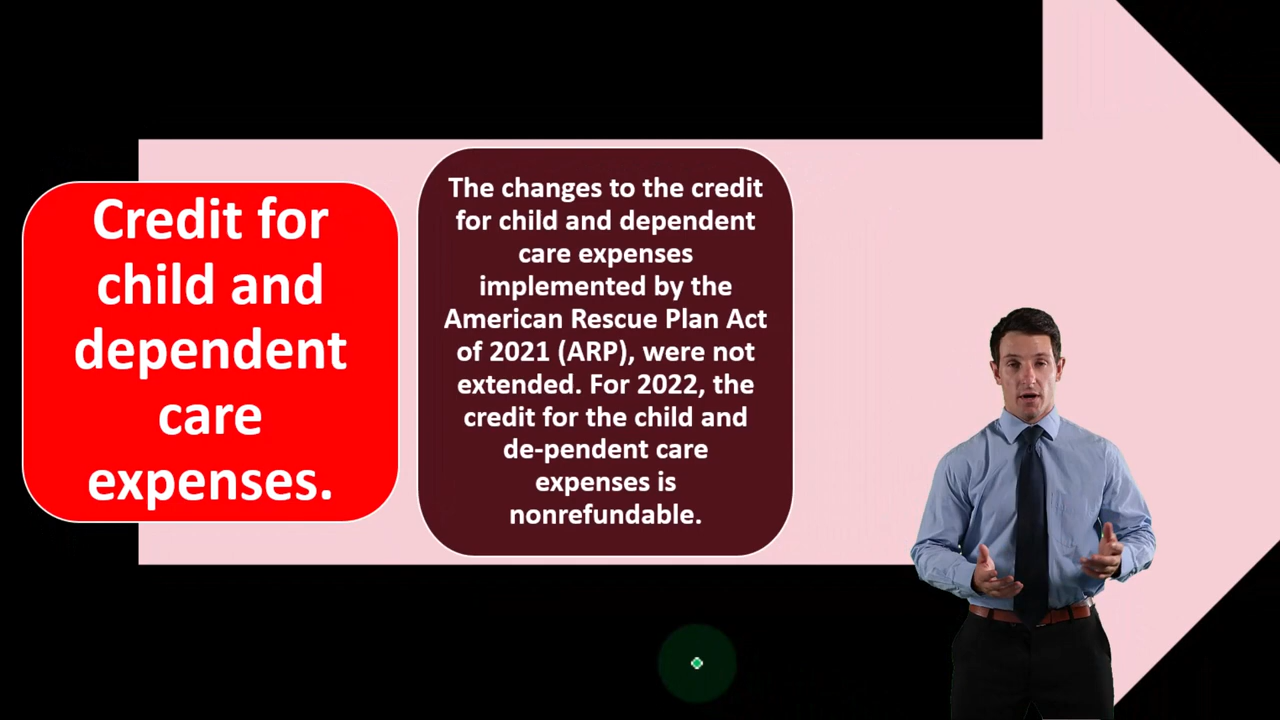 Credit for
child and
dependent
care
expenses.
The changes to the credit
for child and dependent
care expenses
implemented by the
American Rescue Plan Act
of 2021 (ARP), were not
extended. For 2022, the
credit for the child and
de-pendent care
expenses is
nonrefundable.